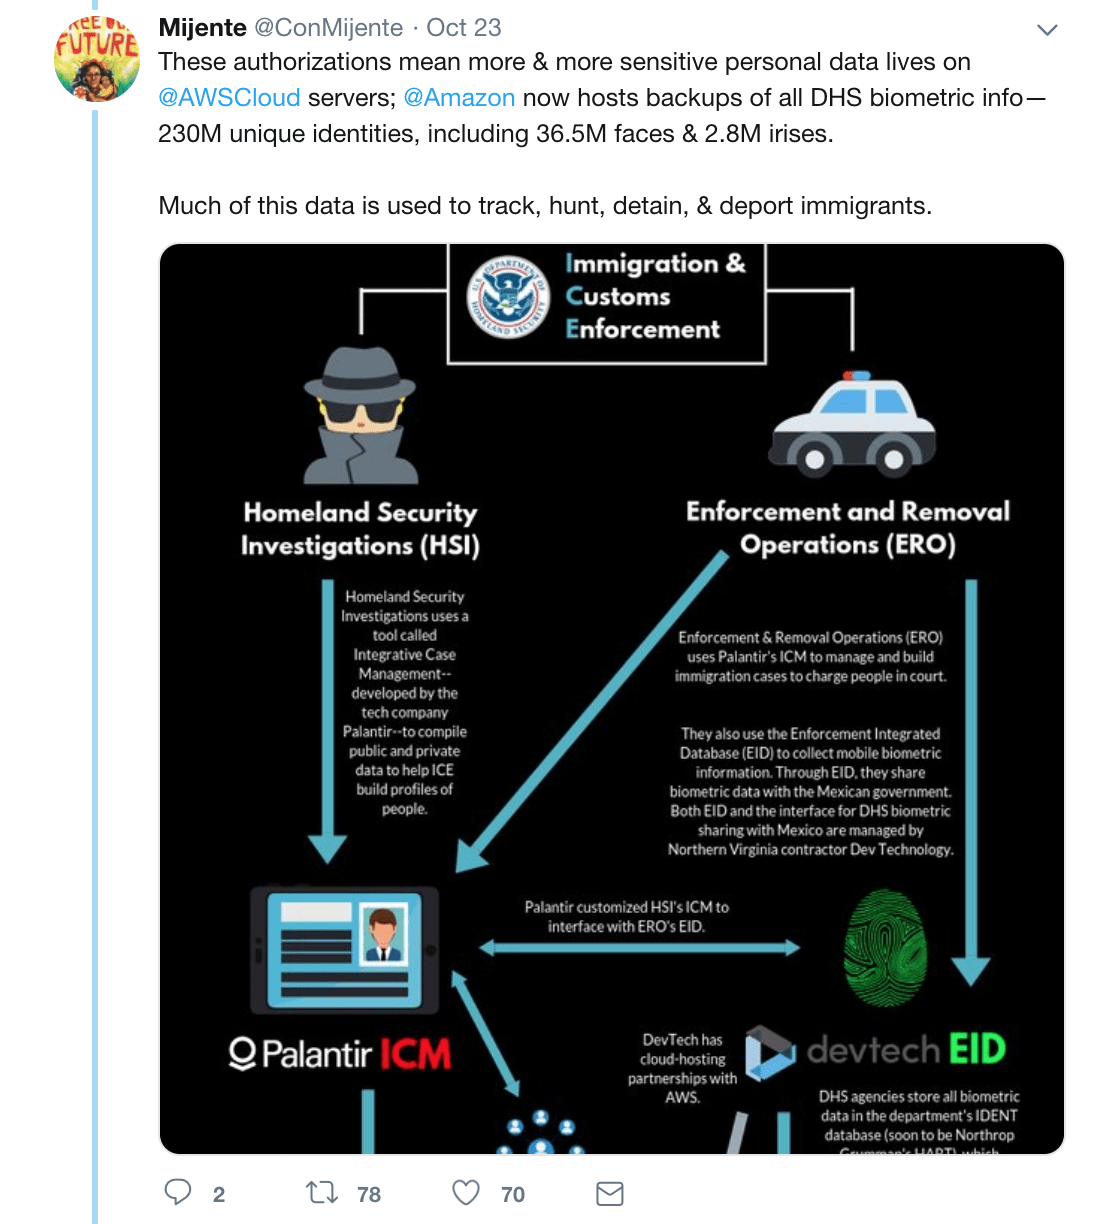 Mijente @ConMijente · Oct 23
These authorizations mean more & more sensitive personal data lives on
@AWSCloud servers; @Amazon now hosts backups of all DHS biometric info—
230M unique identities, including 36.5M faces & 2.8M irises.
Much of this data is used to track, hunt, detain, & deport immigrants.
FUTURE
U.S. DEPARTMENT OF HOMELAND SECURITY
Immigration &
Customs
Enforcement
Homeland Security
Investigations (HSI)
Enforcement and Removal
Operations (ERO)
Homeland Security
Investigations uses a
tool called
Integrative Case
Management--
developed by the
tech company
Palantir--to compile
public and private
data to help ICE
build profiles of
people.
Enforcement & Removal Operations (ERO)
uses Palantir's ICM to manage and build
immigration cases to charge people in court.
They also use the Enforcement Integrated
Database (EID) to collect mobile biometric
information. Through EID, they share
biometric data with the Mexican government.
Both EID and the interface for DHS biometric
sharing with Mexico are managed by
Northern Virginia contractor Dev Technology.
Palantir customized HSI's ICM to
interface with ERO's EID.
Palantir ICM
DevTech has
cloud-hosting
partnerships with
AWS.
devtech EID
DHS agencies store all biometric
data in the department's IDENT
database (soon to be Northrop
Grumman's HART), which
2 78 70